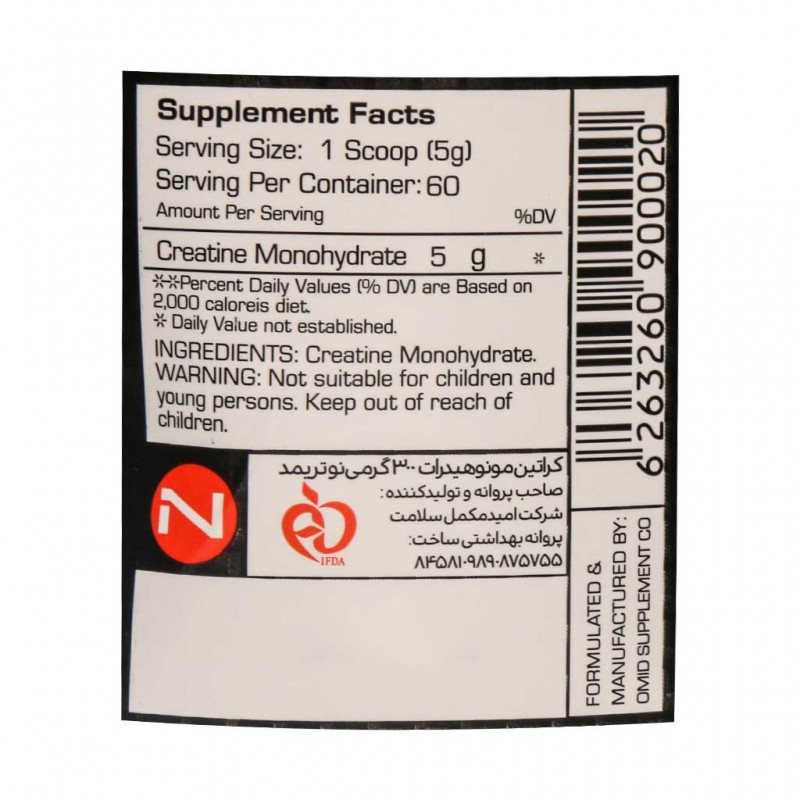 Supplement Facts
Serving Size: 1 Scoop (5g)
Serving Per Container: 60
Amount Per Serving %DV
Creatine Monohydrate 5 g *
**Percent Daily Values (% DV) are Based on
2,000 caloreis diet.
* Daily Value not established.
INGREDIENTS: Creatine Monohydrate.
WARNING: Not suitable for children and
young persons. Keep out of reach of
children.
کراتین مونوهیدرات ۳۰۰ گرمی نوتریمد
صاحب پروانه و تولیدکننده :
شرکت امید مکمل سلامت
پروانه بهداشتی ساخت:
۸۴۵۸۱۰۹۸۹۰۸۷۵۷۵۵
IFDA
N
6 263260 900020
FORMULATED &
MANUFACTURED BY:
OMID SUPPLEMENT CO